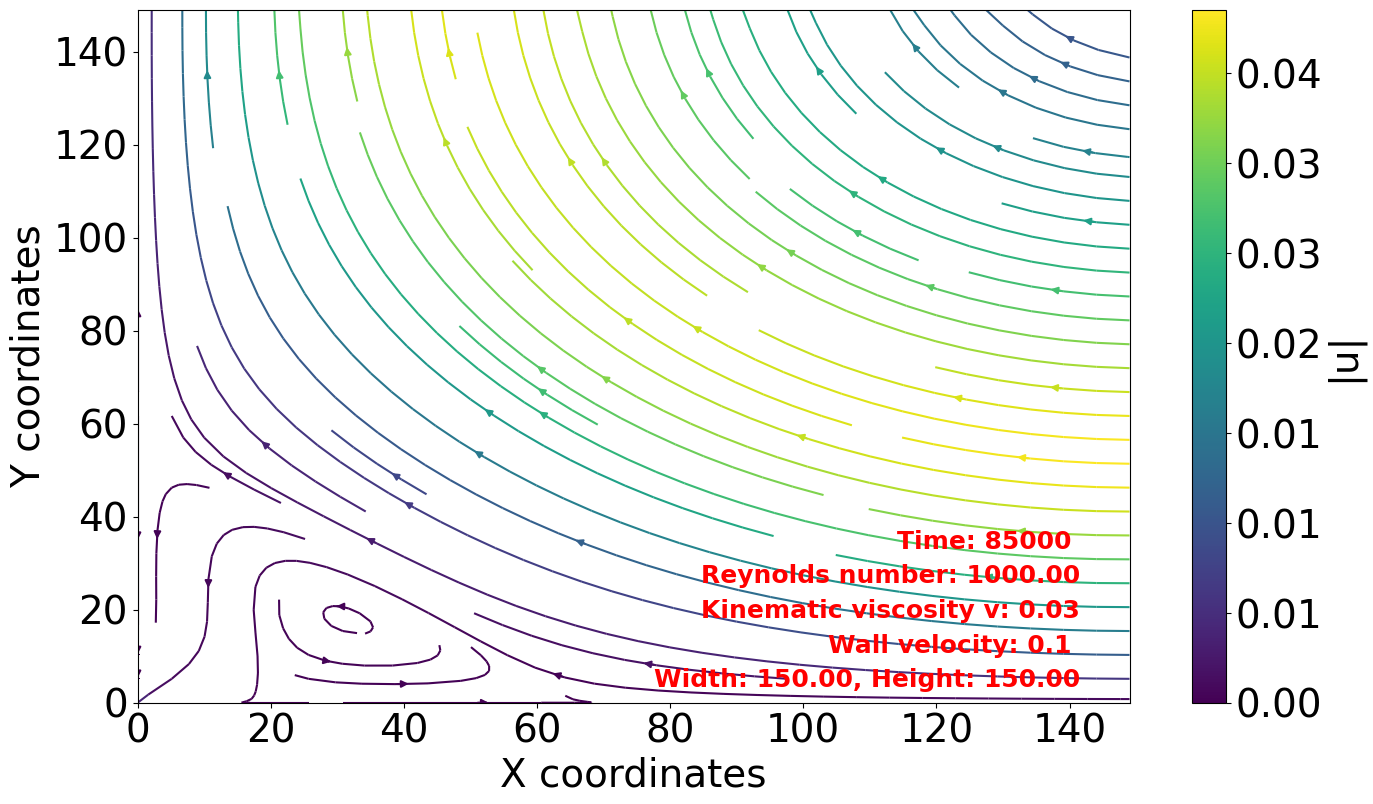 140
120
100
80
60
40
20
0
Y coordinates
0 20 40 60 80 100 120 140
X coordinates
Time: 85000
Reynolds number: 1000.00
Kinematic viscosity v: 0.03
Wall velocity: 0.1
Width: 150.00, Height: 150.00
0.04
0.03
0.03
0.02
0.01
0.01
0.01
0.00
|u|